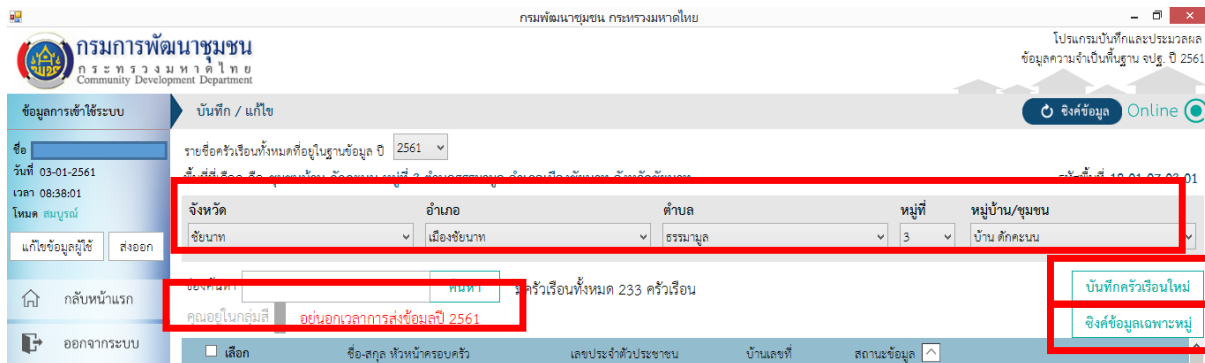 กรมพัฒนาชุมชน กระทรวงมหาดไทย
กรมการพัฒนาชุมชน
กระทรวงมหาดไทย
Community Development Department
โปรแกรมบันทึกและประมวลผล
ข้อมูลความจำเป็นพื้นฐาน จปฐ. ปี 2561
ข้อมูลการเข้าใช้ระบบ
บันทึก / แก้ไข
ซิงค์ข้อมูล Online
ชื่อ
วันที่ 03-01-2561
เวลา 08:38:01
โหมด สมบูรณ์
แก้ไขข้อมูลผู้ใช้ ส่งออก
กลับหน้าแรก
ออกจากระบบ
รายชื่อครัวเรือนทั้งหมดที่อยู่ในฐานข้อมูล ปี 2561
จังหวัด อำเภอ ตำบล หมู่ที่ หมู่บ้าน/ชุมชน
ชัยนาท เมืองชัยนาท ธรรมามูล 3 บ้าน ดักคะนน
ค้นหา มีครัวเรือนทั้งหมด 233 ครัวเรือน
บันทึกครัวเรือนใหม่
คุณอยู่ในกลุ่มสี อยู่นอกเวลาการส่งข้อมูลปี 2561
ซิงค์ข้อมูลเฉพาะหมู่
เลือก ชื่อ-สกุล หัวหน้าครอบครัว เลขประจำตัวประชาชน บ้านเลขที่ สถานะข้อมูล